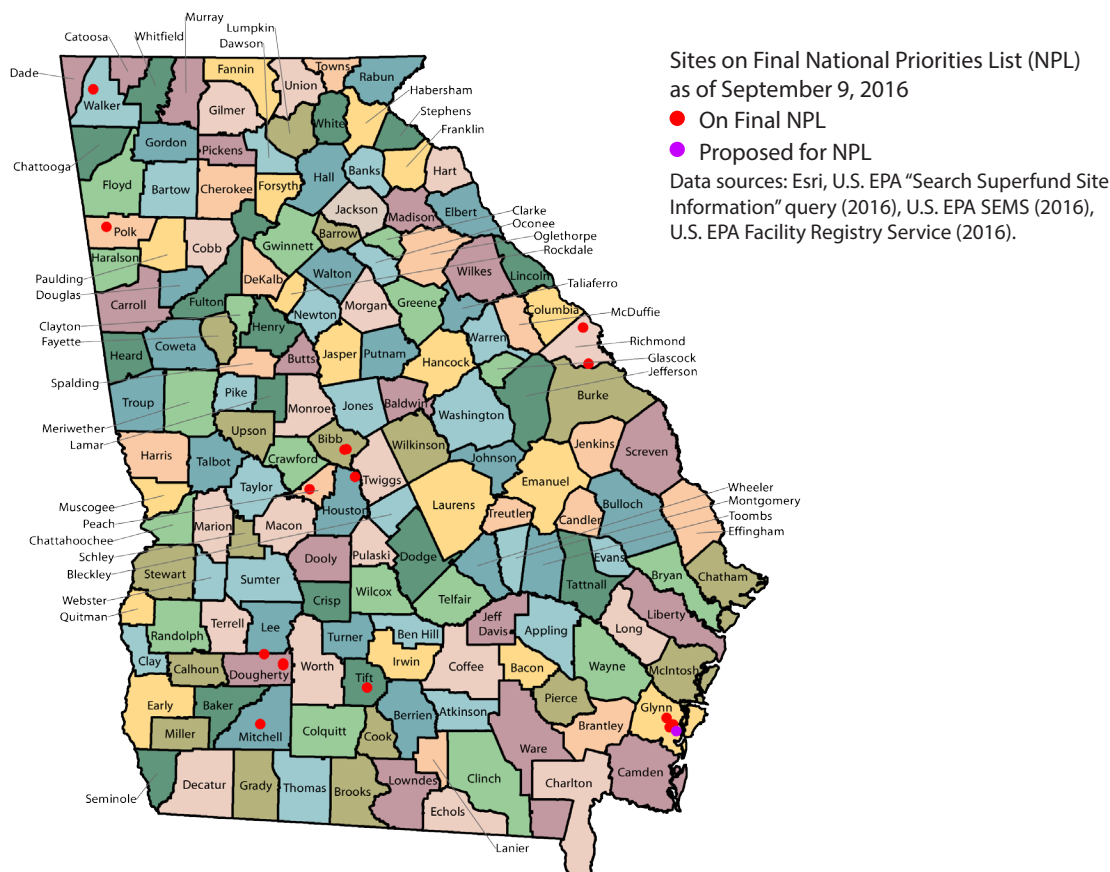 Murray
Lumpkin
Catoosa
Whitfield
Dawson
Dade
Fannin
Towns
Union
Rabun
Walker
Gilmer
Habersham
White
Stephens
Gordon
Franklin
Pickens
Chattooga
Hall
Banks
Hart
Floyd
Bartow
Cherokee
Forsyth
Jackson
Madison
Elbert
Clarke
Polk
Barrow
Oconee
Cobb
Gwinnett
Oglethorpe
Haralson
Rockdale
Paulding
DeKalb
Walton
Wilkes
Lincoln
Douglas
Taliaferro
Carroll
Fulton
Morgan
Greene
Newton
Columbia
McDuffie
Clayton
Henry
Warren
Fayette
Richmond
Heard
Coweta
Butts
Jasper
Putnam
Hancock
Glascock
Spalding
Jefferson
Troup
Pike
Monroe
Jones
Baldwin
Washington
Burke
Meriwether
Lamar
Upson
Bibb
Wilkinson
Jenkins
Screven
Harris
Talbot
Crawford
Johnson
Twiggs
Emanuel
Taylor
Wheeler
Muscogee
Laurens
Bulloch
Montgomery
Peach
Marion
Macon
Houston
Treutlen
Candler
Toombs
Chattahoochee
Effingham
Schley
Dooly
Pulaski
Dodge
Evans
Bleckley
Stewart
Sumter
Tattnall
Bryan
Chatham
Webster
Crisp
Wilcox
Telfair
Quitman
Liberty
Randolph
Terrell
Lee
Turner
Ben Hill
Jeff
Davis
Appling
Long
Clay
Calhoun
Dougherty
Worth
Irwin
Coffee
Bacon
Wayne
McIntosh
Tift
Early
Baker
Pierce
Glynn
Berrien
Atkinson
Miller
Mitchell
Colquitt
Cook
Brantley
Ware
Seminole
Decatur
Grady
Thomas
Brooks
Lowndes
Clinch
Charlton
Camden
Echols
Lanier
Sites on Final National Priorities List (NPL)
as of September 9, 2016
On Final NPL
Proposed for NPL
Data sources: Esri, U.S. EPA “Search Superfund Site
Information” query (2016), U.S. EPA SEMS (2016),
U.S. EPA Facility Registry Service (2016).